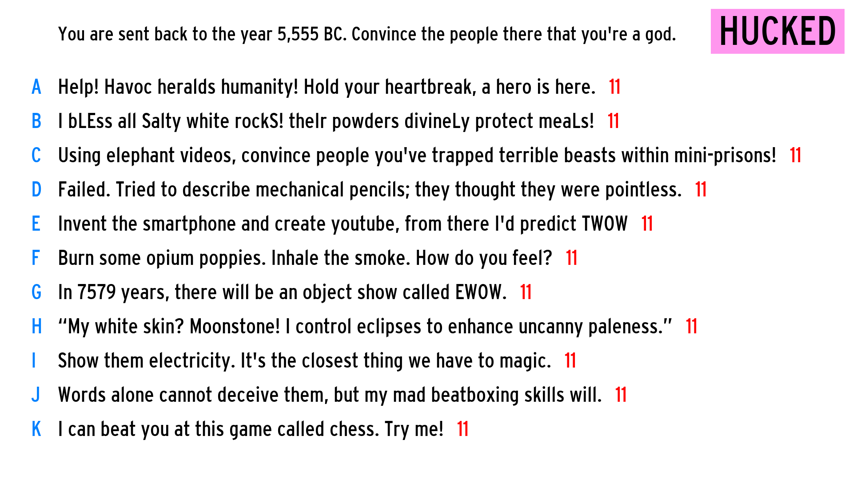 You are sent back to the year 5,555 BC. Convince the people there that you're a god.
HUCKED
A Help! Havoc heralds humanity! Hold your heartbreak, a hero is here. 11
B I bLEss all Salty white rockS! theIr powders divineLy protect meaLs! 11
C Using elephant videos, convince people you've trapped terrible beasts within mini-prisons! 11
D Failed. Tried to describe mechanical pencils; they thought they were pointless. 11
E Invent the smartphone and create youtube, from there I'd predict TWOW 11
F Burn some opium poppies. Inhale the smoke. How do you feel? 11
G In 7579 years, there will be an object show called EWOW. 11
H “My white skin? Moonstone! I control eclipses to enhance uncanny paleness.” 11
I Show them electricity. It's the closest thing we have to magic. 11
J Words alone cannot deceive them, but my mad beatboxing skills will. 11
K I can beat you at this game called chess. Try me! 11